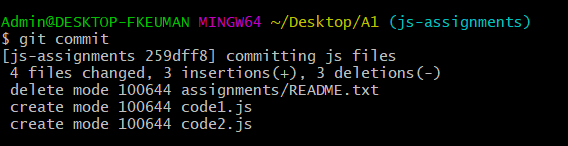 Admin@DESKTOP-FKEUMAN MINGW64 ~/Desktop/A1 (js-assignments)
$ git commit
[js-assignments 259dff8] committing js files
 4 files changed, 3 insertions(+), 3 deletions(-)
 delete mode 100644 assignments/README.txt
 create mode 100644 code1.js
 create mode 100644 code2.js